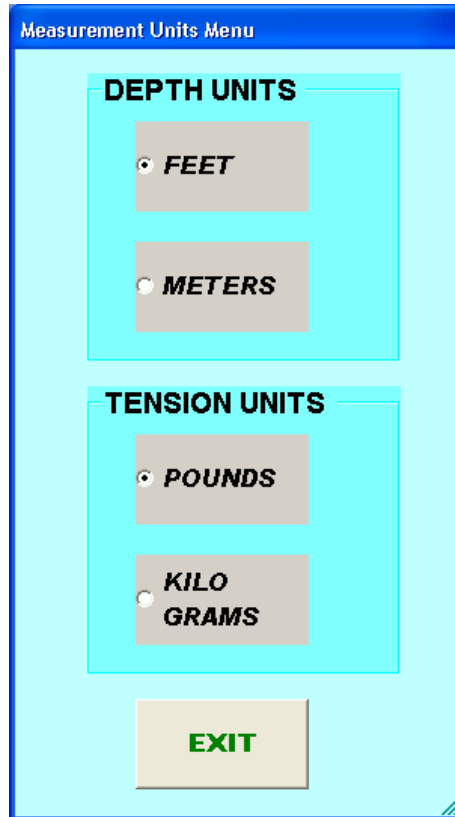 Measurement Units Menu
DEPTH UNITS
FEET
METERS
TENSION UNITS
POUNDS
KILO
GRAMS
EXIT